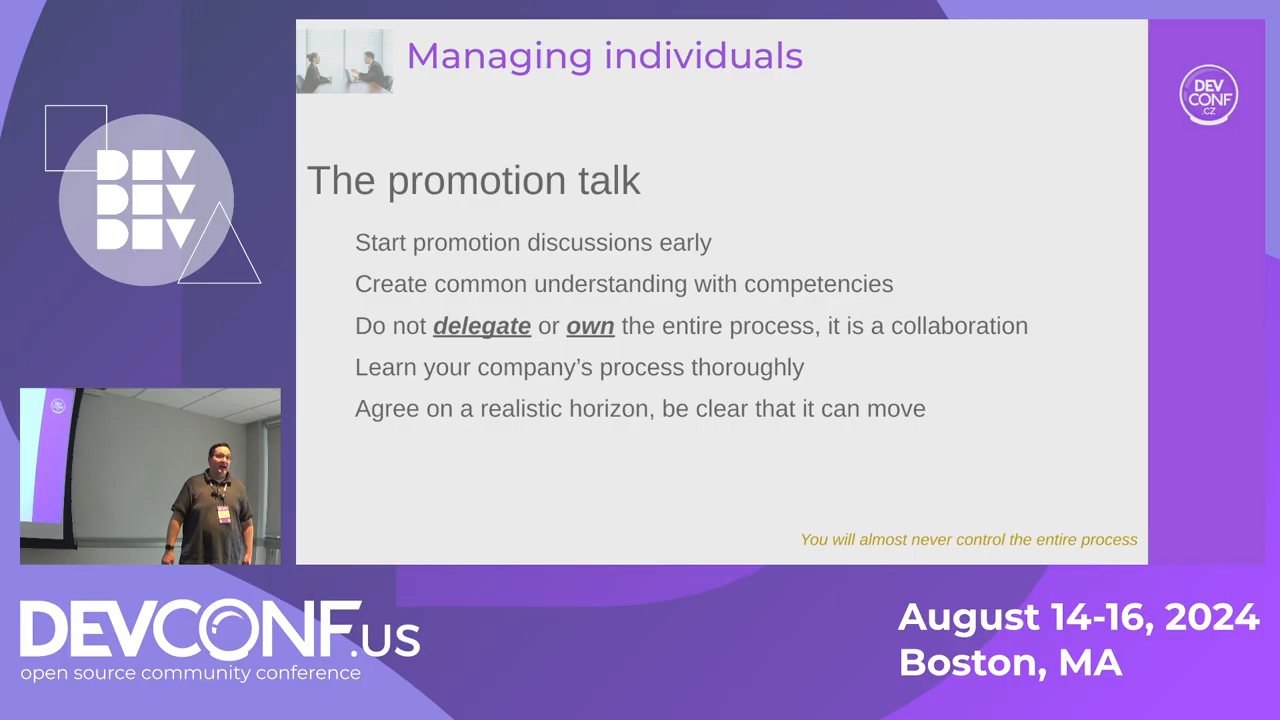 Managing individuals
DEV
CONF
.CZ
DEV
DEV
DEV
The promotion talk
Start promotion discussions early
Create common understanding with competencies
Do not delegate or own the entire process, it is a collaboration
Learn your company’s process thoroughly
Agree on a realistic horizon, be clear that it can move
You will almost never control the entire process
DEVCONF.US
open source community conference
August 14-16, 2024
Boston, MA